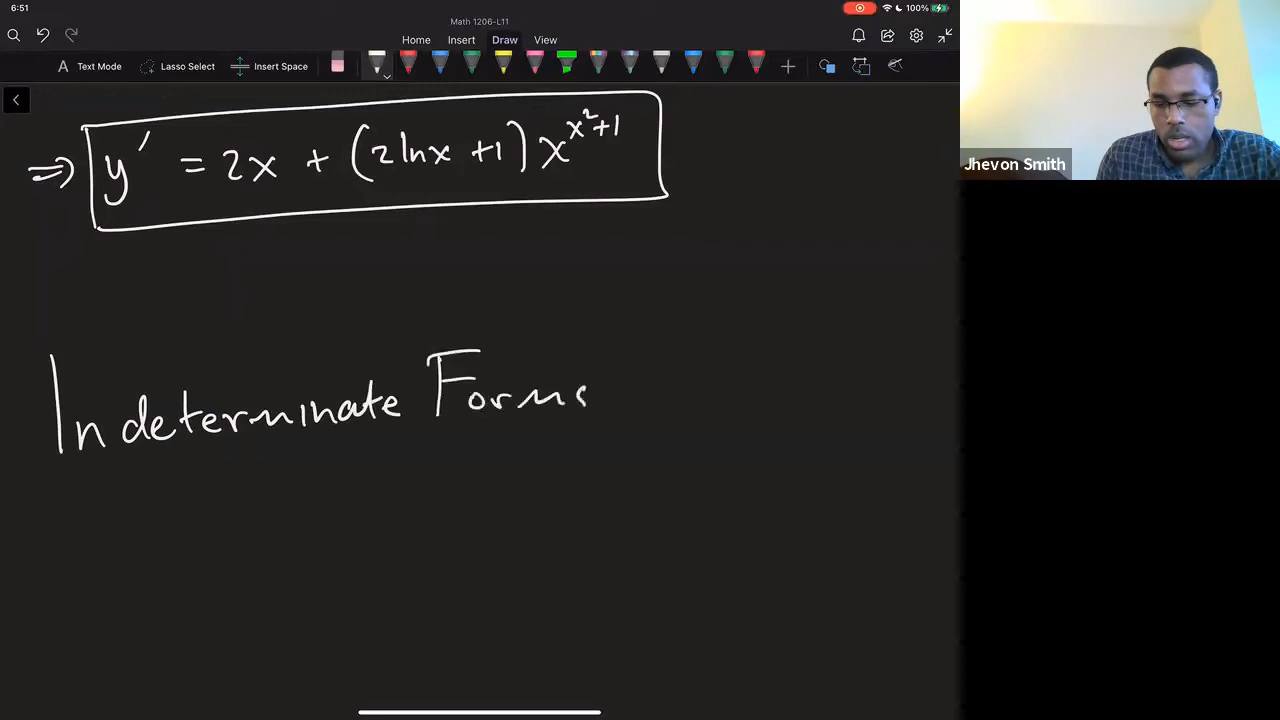 6:51
100%
Math 1206-L11
Home Insert Draw View
A Text Mode Lasso Select Insert Space
⇒ y′ = 2x + (2lnx +1) x^{x²+1}
Indeterminate Forms
Jhevon Smith